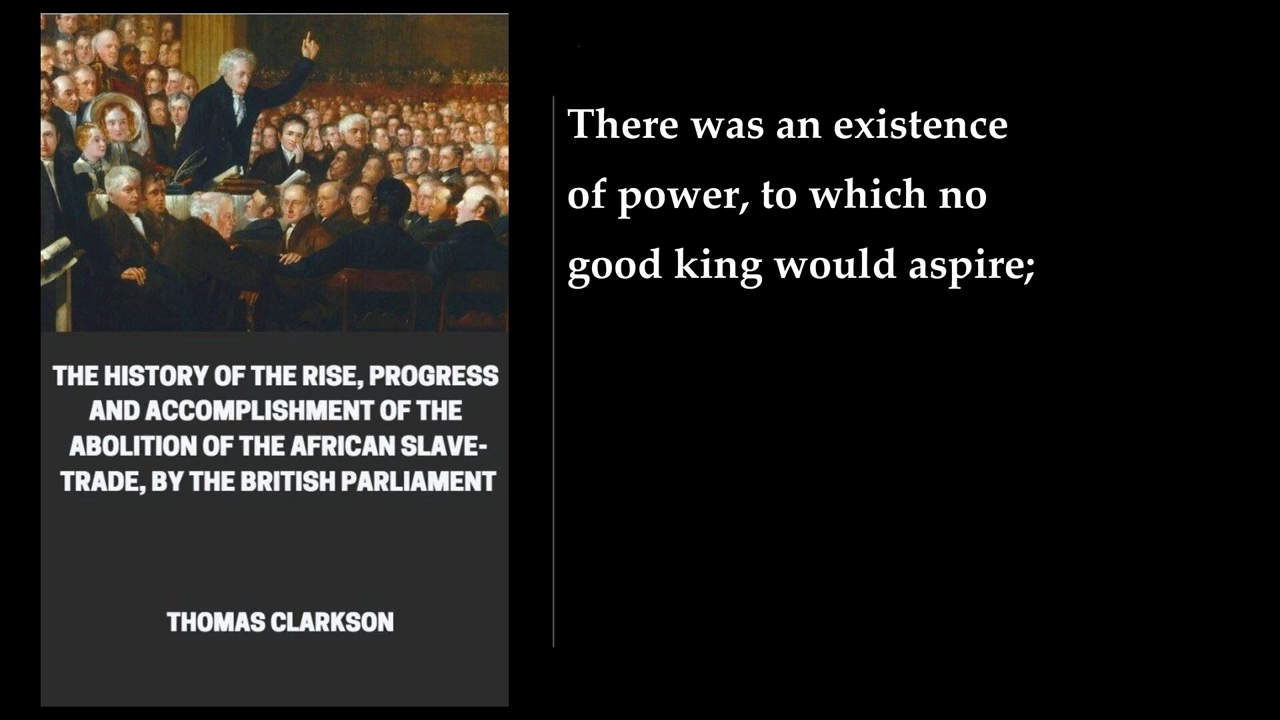 THE HISTORY OF THE RISE, PROGRESS
AND ACCOMPLISHMENT OF THE
ABOLITION OF THE AFRICAN SLAVE-
TRADE, BY THE BRITISH PARLIAMENT
THOMAS CLARKSON
There was an existence
of power, to which no
good king would aspire;